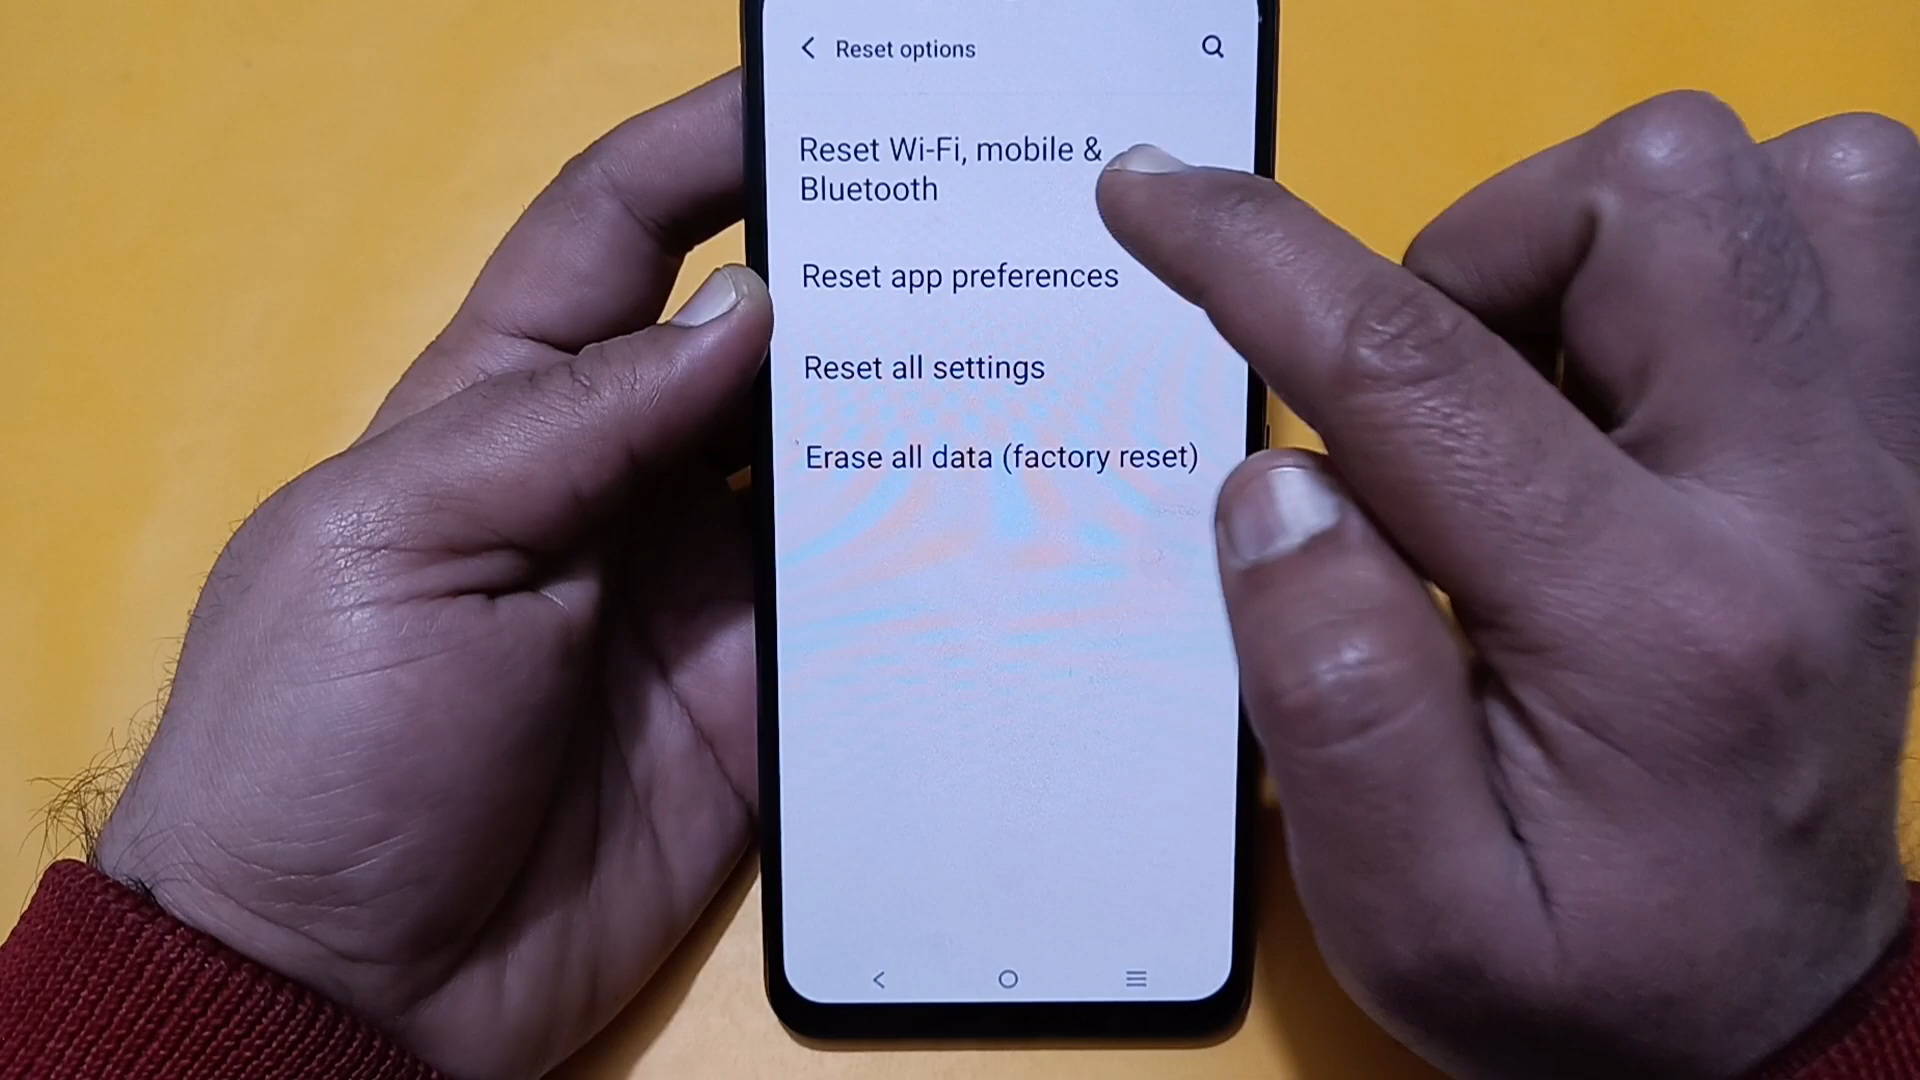 Reset options
Reset Wi-Fi, mobile &
Bluetooth
Reset app preferences
Reset all settings
Erase all data (factory reset)